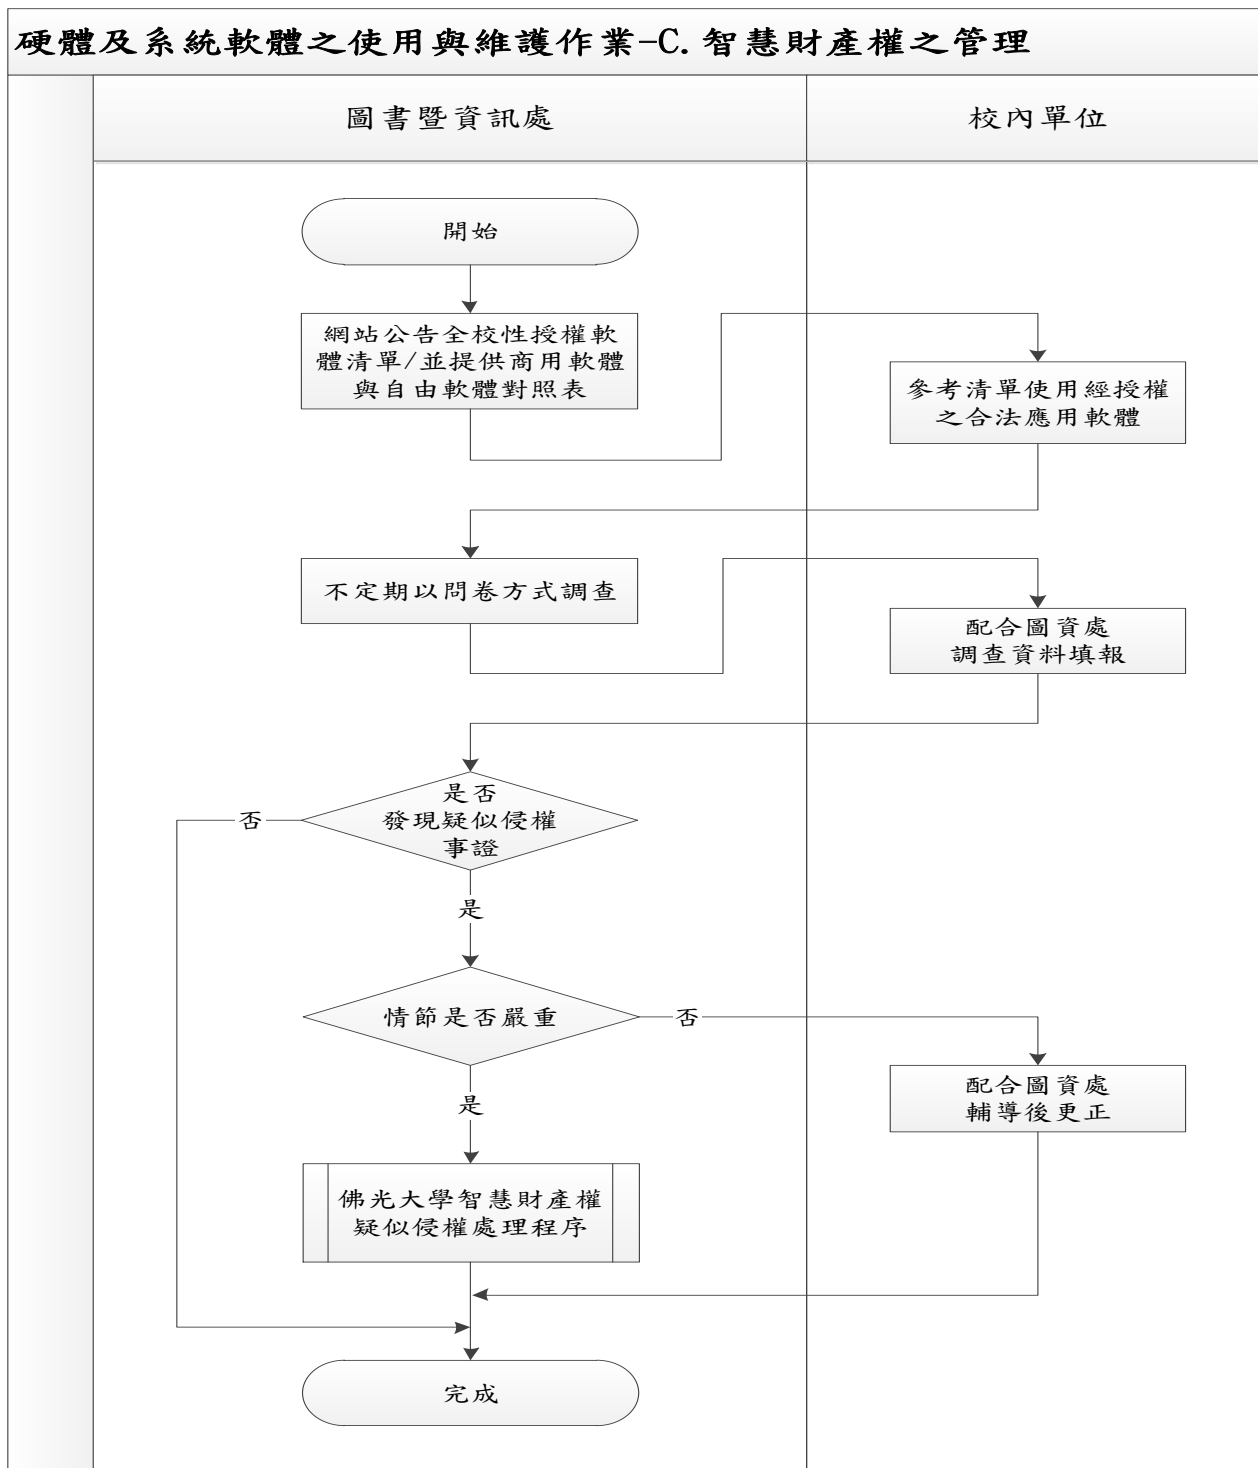 硬體及系統軟體之使用與維護作業-C.智慧財產權之管理
圖書暨資訊處
校內單位
開始
網站公告全校性授權軟
體清單/並提供商用軟體
與自由軟體對照表
參考清單使用經授權
之合法應用軟體
不定期以問卷方式調查
配合圖資處
調查資料填報
是否
發現疑似侵權
事證
否
是
情節是否嚴重
否
是
配合圖資處
輔導後更正
佛光大學智慧財產權
疑似侵權處理程序
完成